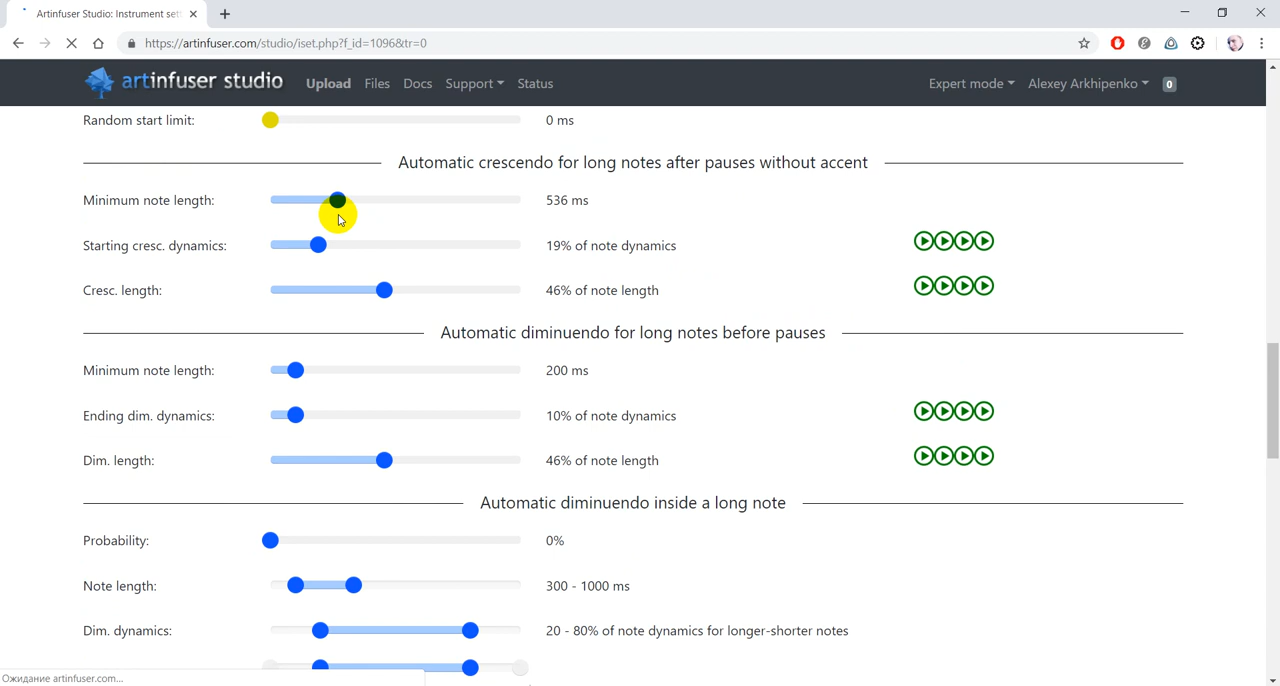 Artinfuser Studio: Instrument sett
https://artinfuser.com/studio/iset.php?f_id=1096&tr=0
artinfuser studio Upload Files Docs Support Status Expert mode Alexey Arkhipenko 0
Random start limit: 0 ms
Automatic crescendo for long notes after pauses without accent
Minimum note length: 536 ms
Starting cresc. dynamics: 19% of note dynamics
Cresc. length: 46% of note length
Automatic diminuendo for long notes before pauses
Minimum note length: 200 ms
Ending dim. dynamics: 10% of note dynamics
Dim. length: 46% of note length
Automatic diminuendo inside a long note
Probability: 0%
Note length: 300 - 1000 ms
Dim. dynamics: 20 - 80% of note dynamics for longer-shorter notes
Ожидание artinfuser.com...